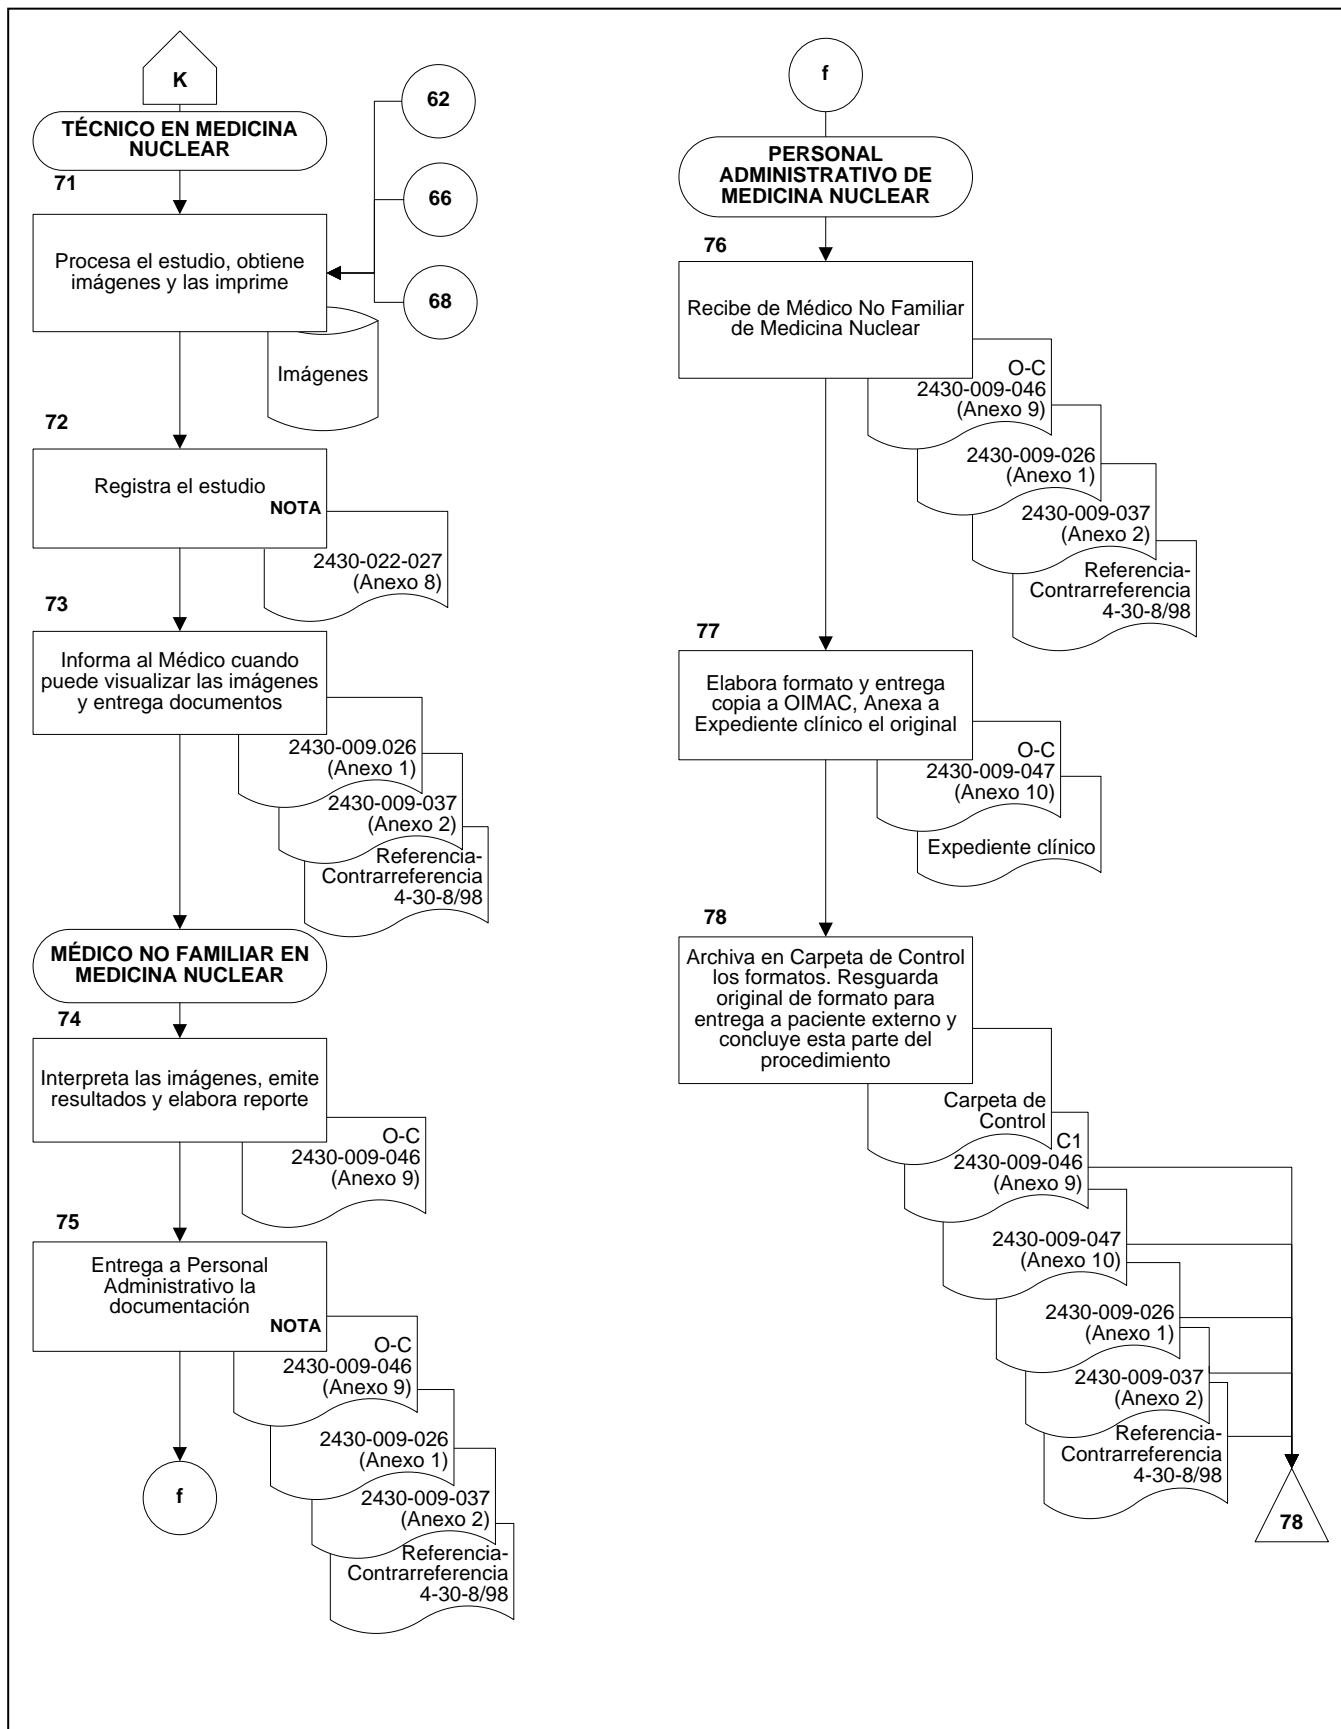 K
TÉCNICO EN MEDICINA
NUCLEAR
62
66
68
71
Procesa el estudio, obtiene
imágenes y las imprime
Imágenes
72
Registra el estudio
NOTA
2430-022-027
(Anexo 8)
73
Informa al Médico cuando
puede visualizar las imágenes
y entrega documentos
2430-009.026
(Anexo 1)
2430-009-037
(Anexo 2)
Referencia-
Contrarreferencia
4-30-8/98
MÉDICO NO FAMILIAR EN
MEDICINA NUCLEAR
74
Interpreta las imágenes, emite
resultados y elabora reporte
O-C
2430-009-046
(Anexo 9)
75
Entrega a Personal
Administrativo la
documentación
NOTA
O-C
2430-009-046
(Anexo 9)
2430-009-026
(Anexo 1)
2430-009-037
(Anexo 2)
Referencia-
Contrarreferencia
4-30-8/98
f
f
PERSONAL
ADMINISTRATIVO DE
MEDICINA NUCLEAR
76
Recibe de Médico No Familiar
de Medicina Nuclear
O-C
2430-009-046
(Anexo 9)
2430-009-026
(Anexo 1)
2430-009-037
(Anexo 2)
Referencia-
Contrarreferencia
4-30-8/98
77
Elabora formato y entrega
copia a OIMAC, Anexa a
Expediente clínico el original
O-C
2430-009-047
(Anexo 10)
Expediente clínico
78
Archiva en Carpeta de Control
los formatos. Resguarda
original de formato para
entrega a paciente externo y
concluye esta parte del
procedimiento
Carpeta de
Control
C1
2430-009-046
(Anexo 9)
2430-009-047
(Anexo 10)
2430-009-026
(Anexo 1)
2430-009-037
(Anexo 2)
Referencia-
Contrarreferencia
4-30-8/98
78